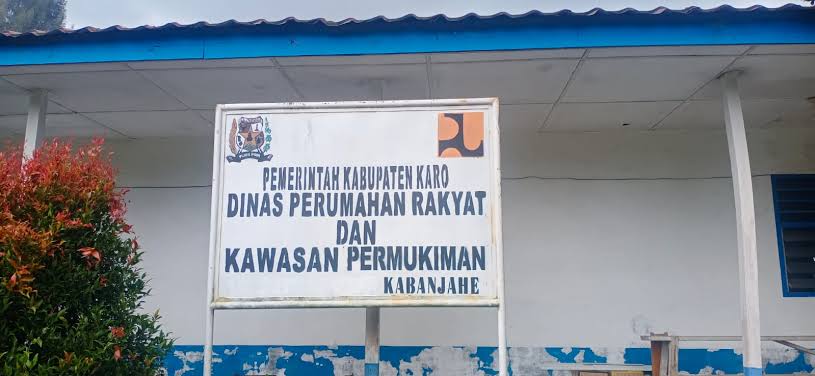 PEMERINTAH KABUPATEN KARO
DINAS PERUMAHAN RAKYAT
DAN
KAWASAN PERMUKIMAN
KABANJAHE